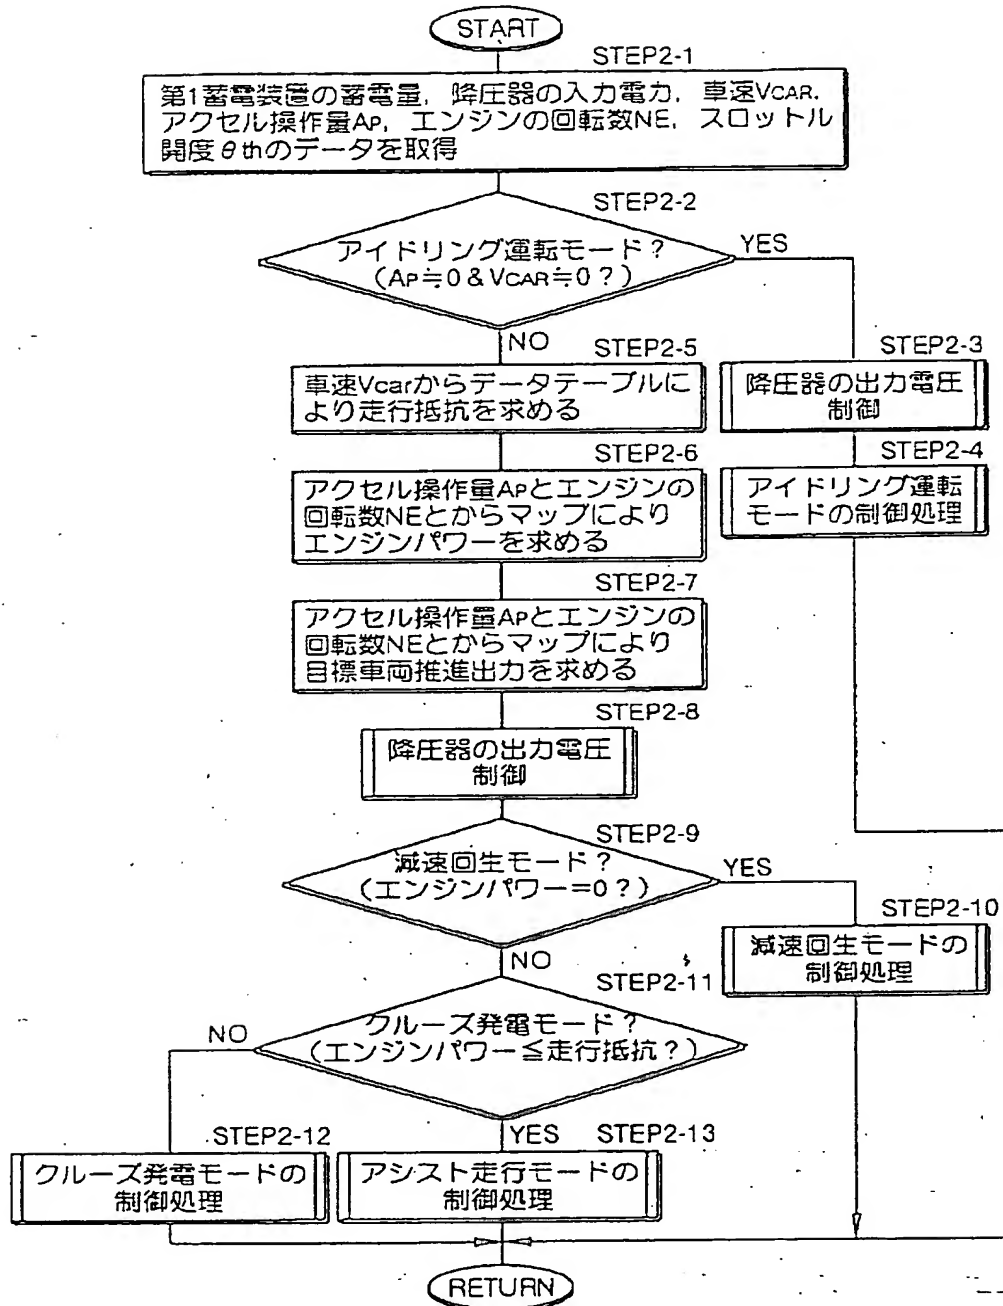 START
STEP2-1
第1蓄電装置の蓄電量，降圧器の入力電力，車速VCAR.
アクセル操作量AP，エンジンの回転数NE，スロットル
開度θthのデータを取得
STEP2-2
アイドリング運転モード？
(AP≒0＆VCAR≒0？)
YES
NO
STEP2-3
降圧器の出力電圧
制御
STEP2-4
アイドリング運転
モードの制御処理
STEP2-5
車速Vcarからデータテーブルに
より走行抵抗を求める
STEP2-6
アクセル操作量APとエンジンの
回転数NEとからマップにより
エンジンパワーを求める
STEP2-7
アクセル操作量APとエンジンの
回転数NEとからマップにより
目標車両推進出力を求める
STEP2-8
降圧器の出力電圧
制御
STEP2-9
減速回生モード？
(エンジンパワー＝0？)
YES
NO
STEP2-10
減速回生モードの
制御処理
STEP2-11
クルーズ発電モード？
(エンジンパワー≦走行抵抗？)
NO
YES
STEP2-12
クルーズ発電モードの
制御処理
STEP2-13
アシスト走行モードの
制御処理
RETURN